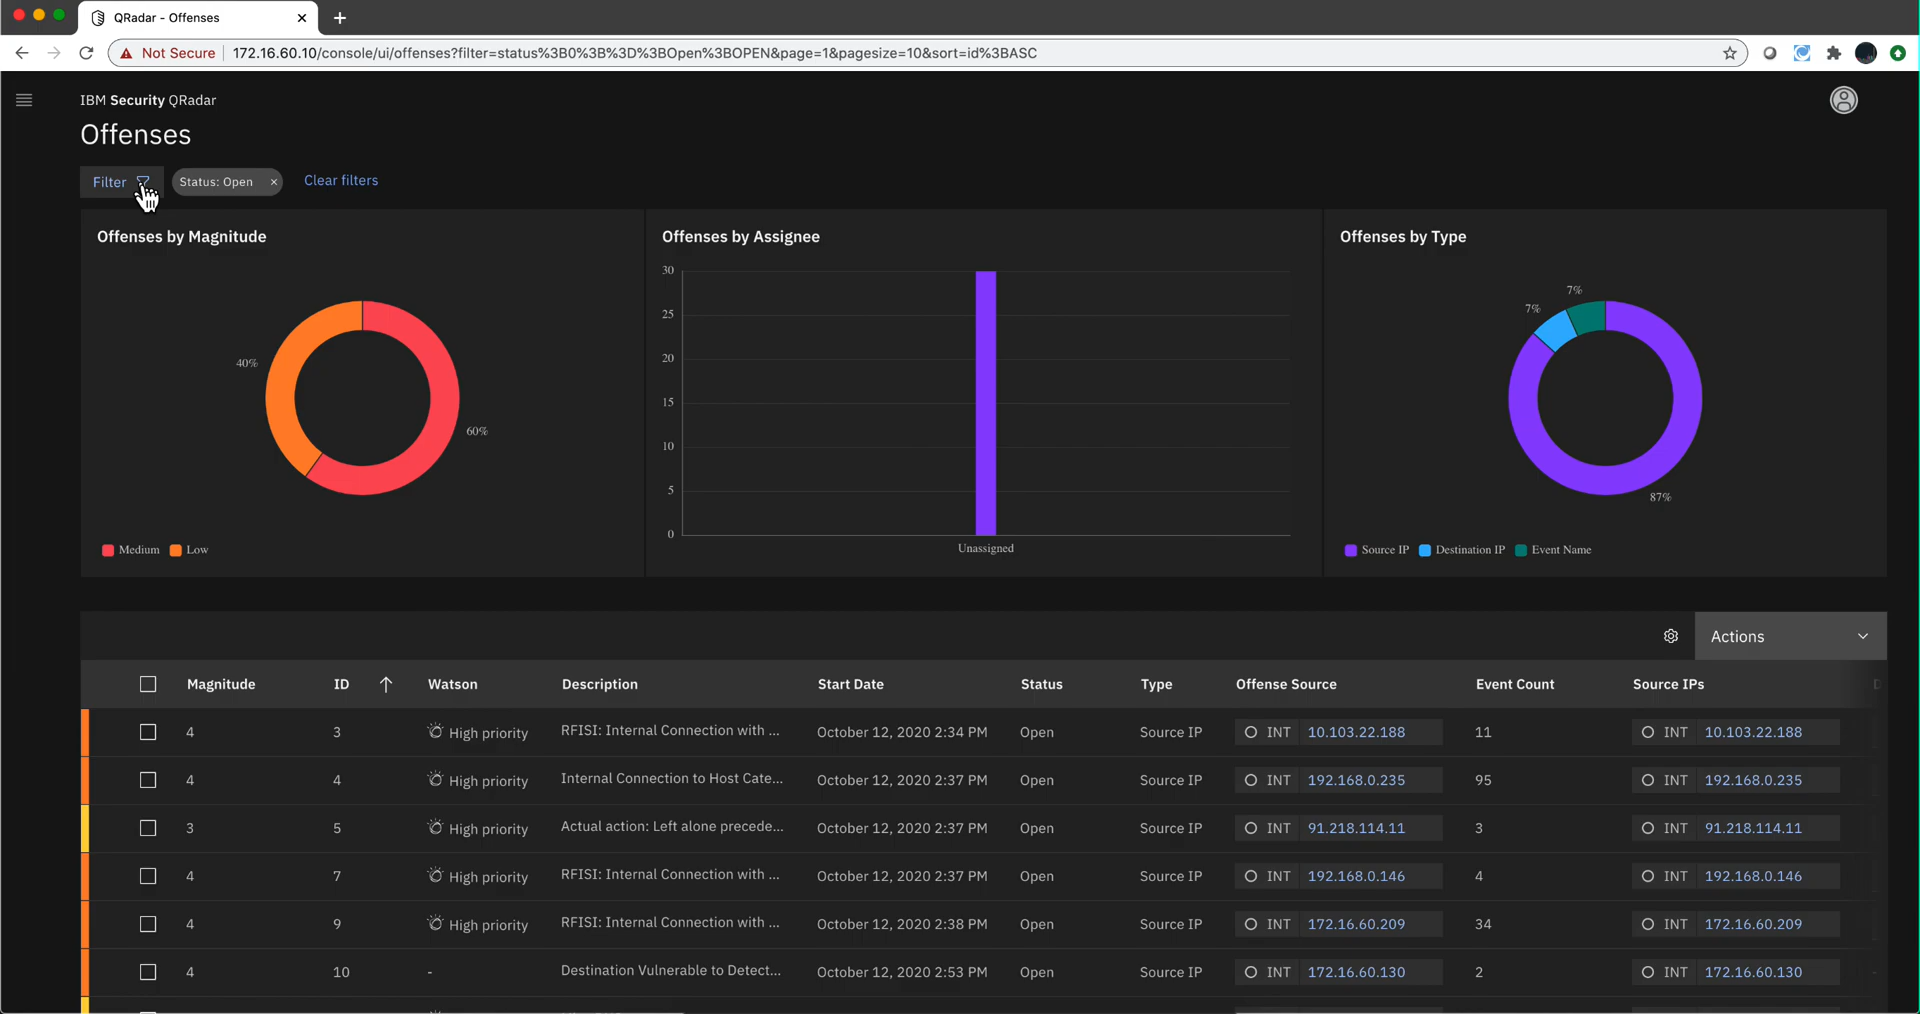 QRadar - Offenses
Not Secure 172.16.60.10/console/ui/offenses?filter=status%3B0%3B%3D%3BOpen%3BOPEN&page=1&pagesize=10&sort=id%3BASC
IBM Security QRadar
Offenses
Filter Status: Open × Clear filters
Offenses by Magnitude
40%
60%
Medium Low
Offenses by Assignee
30
25
20
15
10
5
0
Unassigned
Offenses by Type
7%
7%
87%
Source IP Destination IP Event Name
Actions
Magnitude ID Watson Description Start Date Status Type Offense Source Event Count Source IPs
4 3 High priority RFISI: Internal Connection with ... October 12, 2020 2:34 PM Open Source IP INT 10.103.22.188 11 INT 10.103.22.188
4 4 High priority Internal Connection to Host Cate... October 12, 2020 2:37 PM Open Source IP INT 192.168.0.235 95 INT 192.168.0.235
3 5 High priority Actual action: Left alone precede... October 12, 2020 2:37 PM Open Source IP INT 91.218.114.11 3 INT 91.218.114.11
4 7 High priority RFISI: Internal Connection with ... October 12, 2020 2:37 PM Open Source IP INT 192.168.0.146 4 INT 192.168.0.146
4 9 High priority RFISI: Internal Connection with ... October 12, 2020 2:38 PM Open Source IP INT 172.16.60.209 34 INT 172.16.60.209
4 10 - Destination Vulnerable to Detect... October 12, 2020 2:53 PM Open Source IP INT 172.16.60.130 2 INT 172.16.60.130